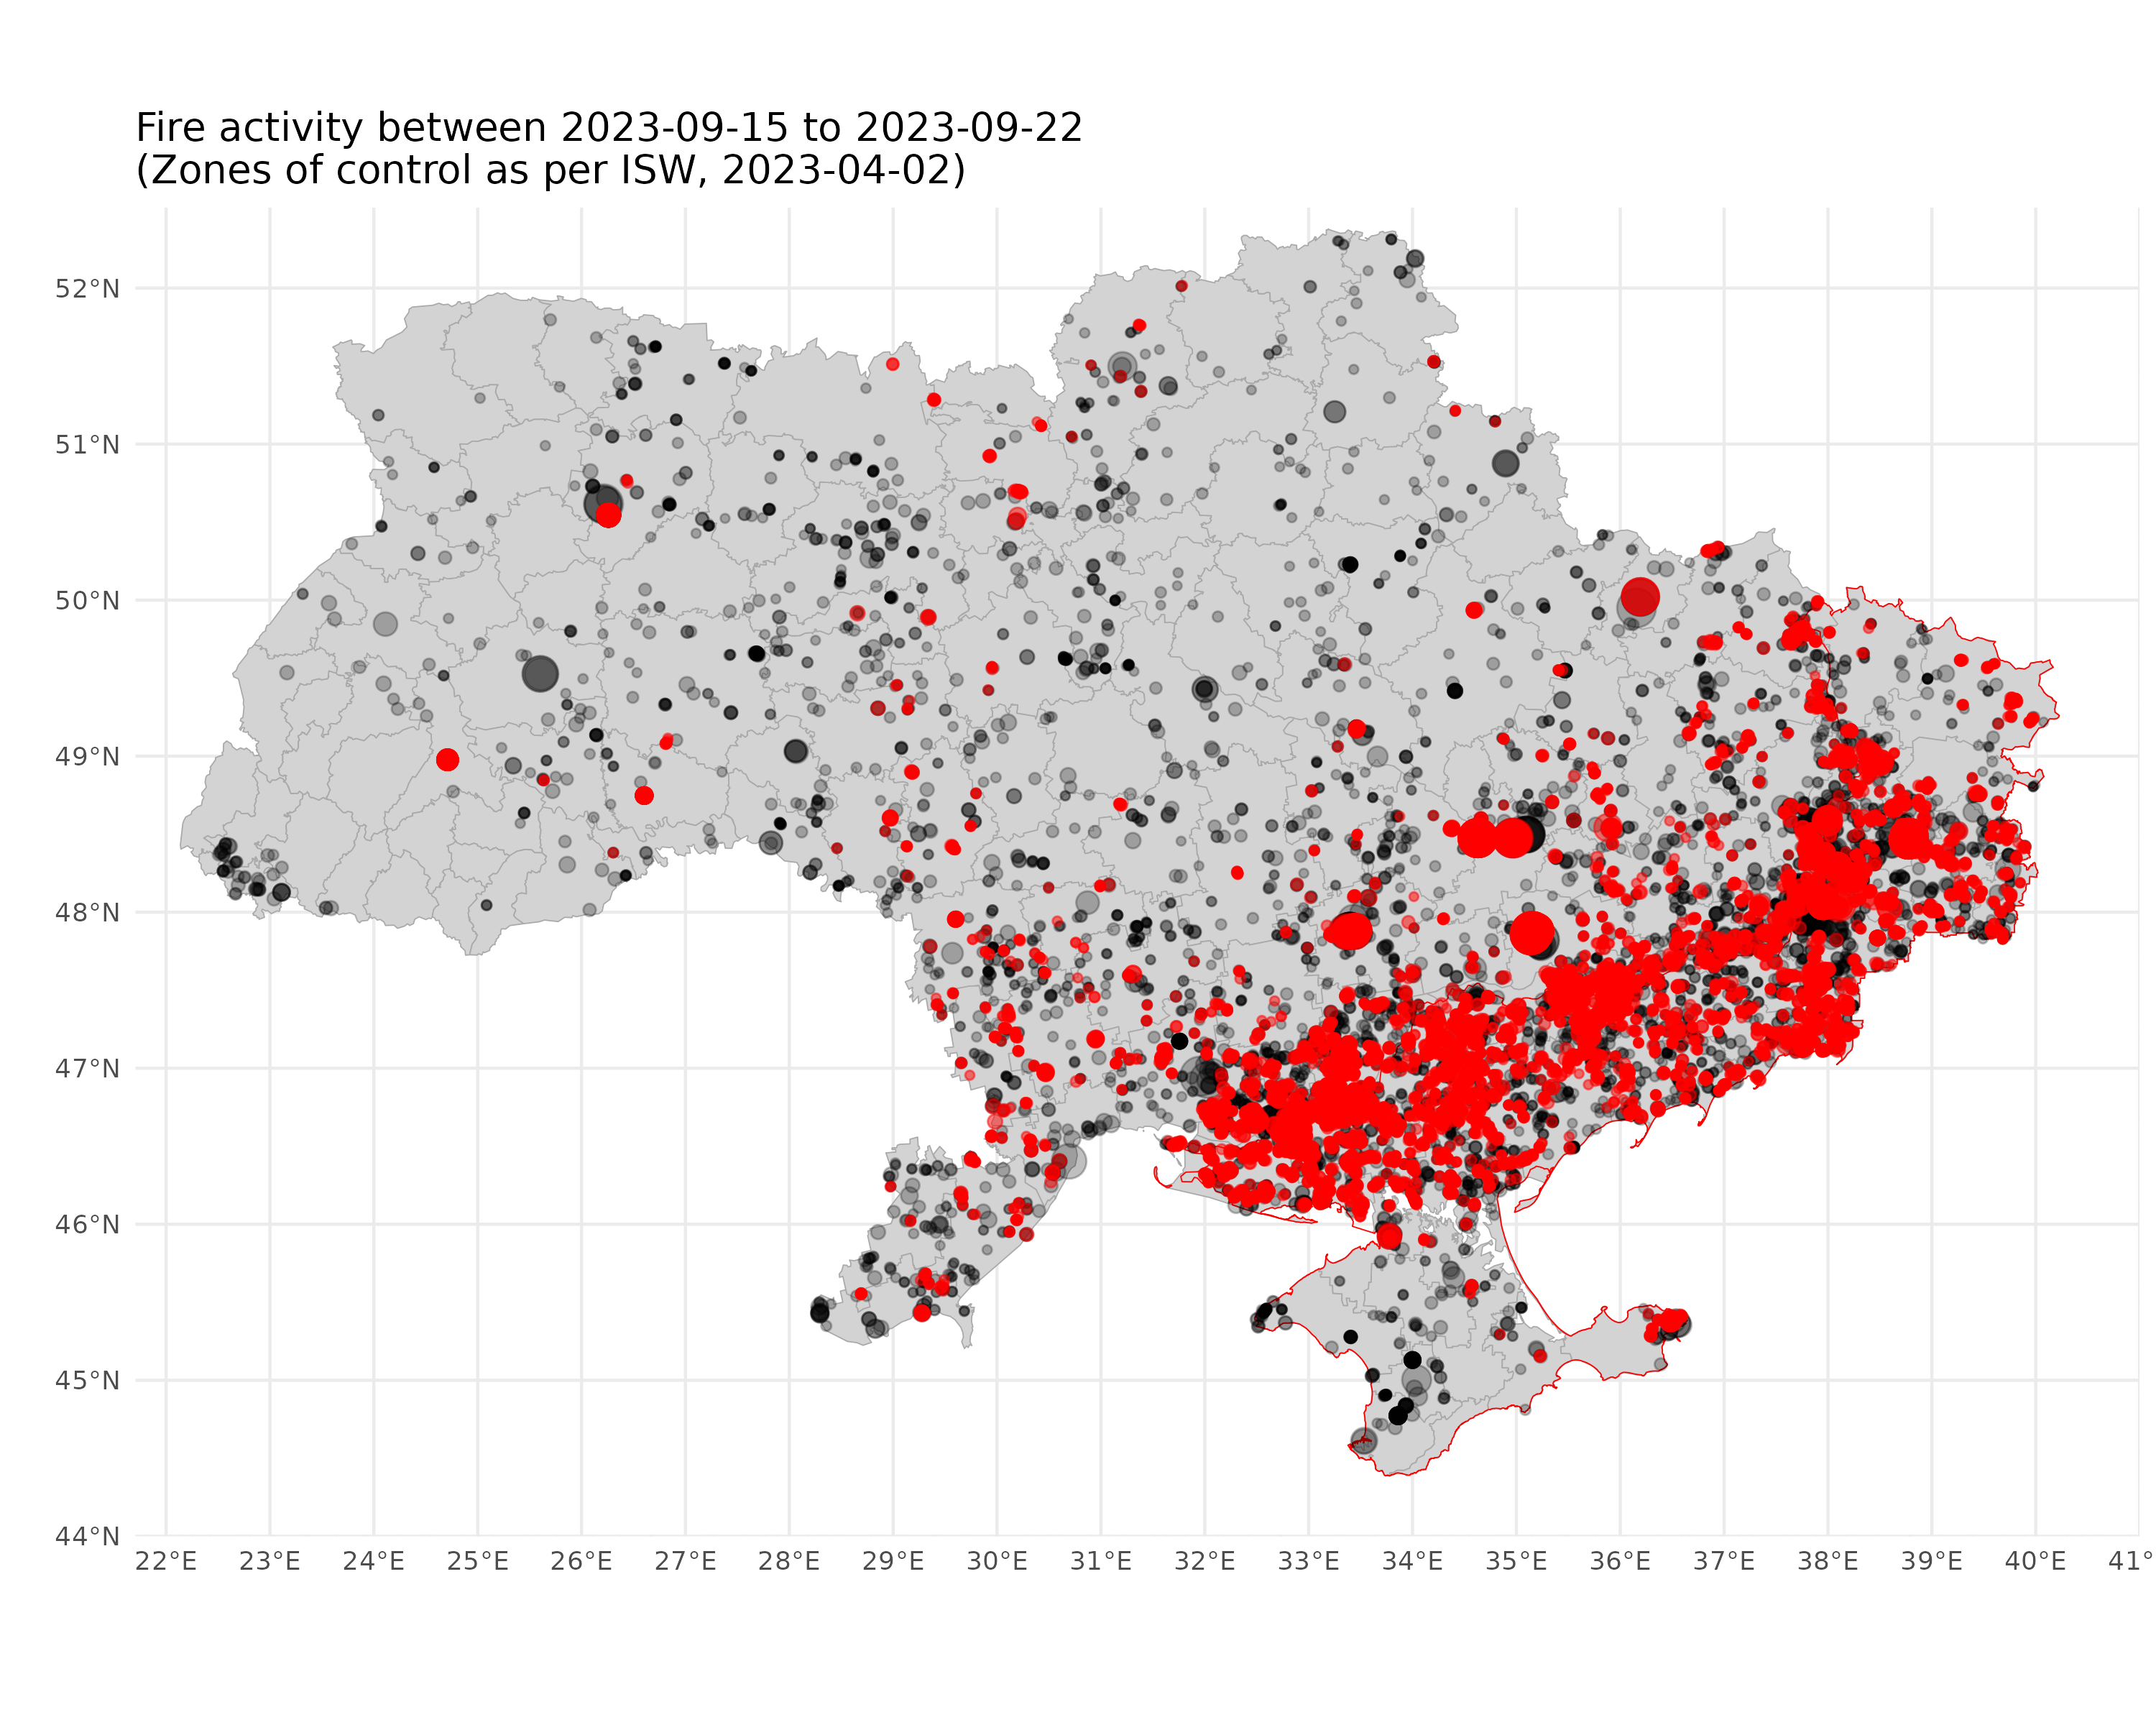 Fire activity between 2023-09-15 to 2023-09-22
(Zones of control as per ISW, 2023-04-02)
52°N
51°N
50°N
49°N
48°N
47°N
46°N
45°N
44°N
22°E 23°E 24°E 25°E 26°E 27°E 28°E 29°E 30°E 31°E 32°E 33°E 34°E 35°E 36°E 37°E 38°E 39°E 40°E 41°